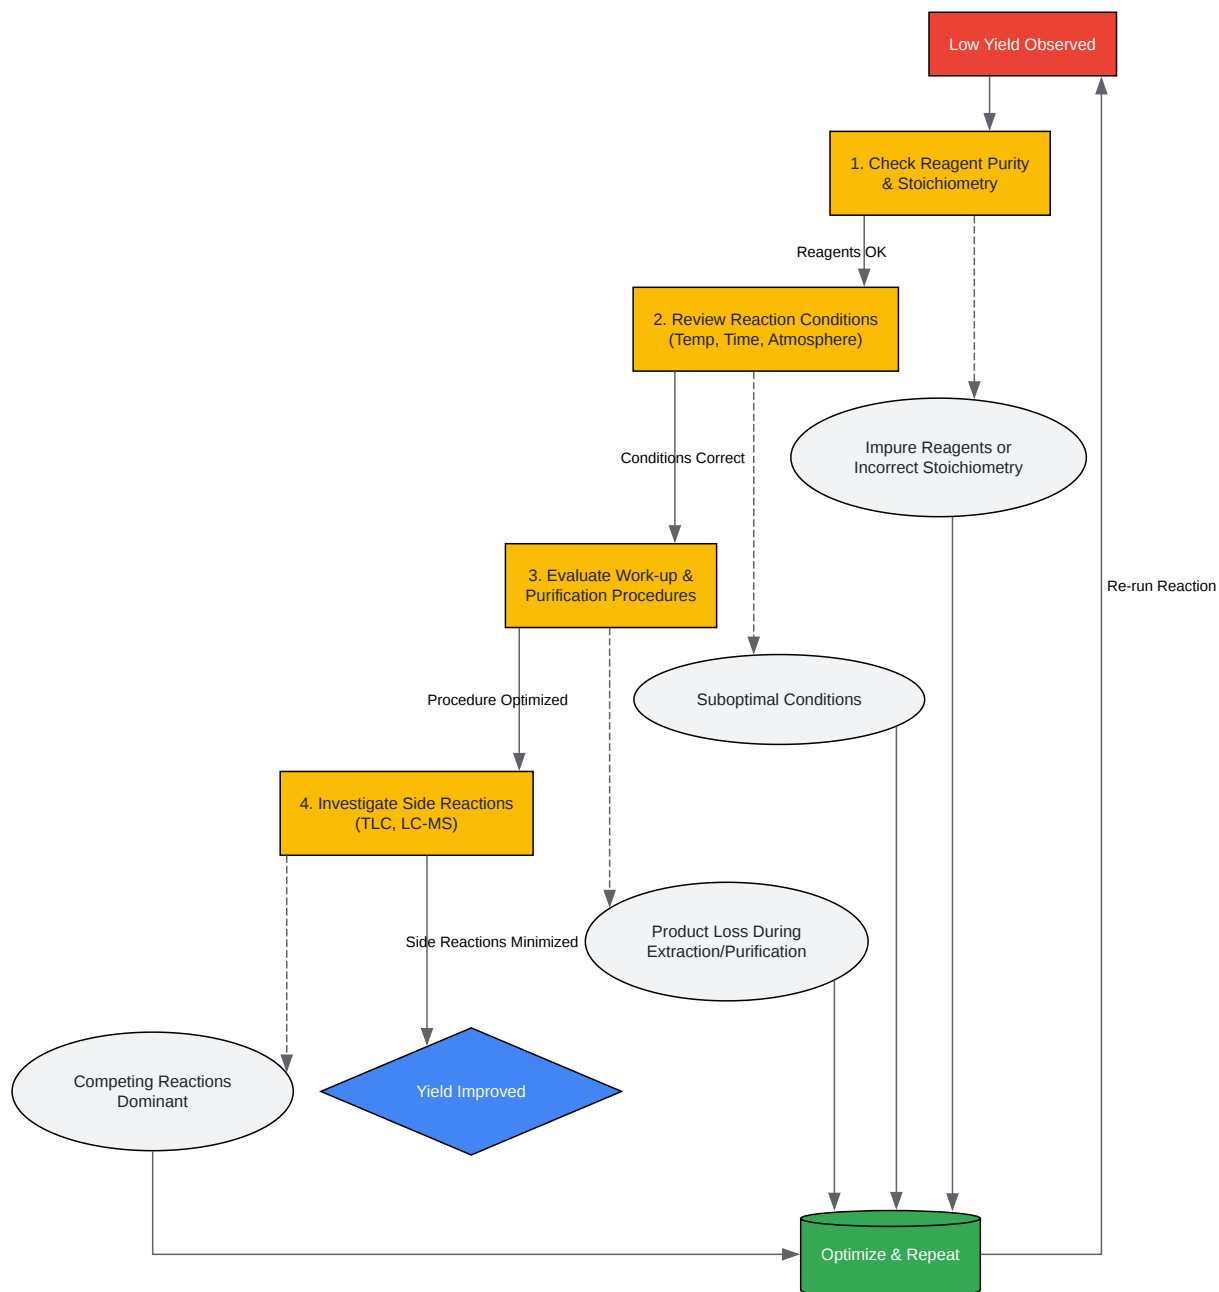 Low Yield Observed
1. Check Reagent Purity
& Stoichiometry
Reagents OK
2. Review Reaction Conditions
(Temp, Time, Atmosphere)
Impure Reagents or
Incorrect Stoichiometry
Conditions Correct
3. Evaluate Work-up &
Purification Procedures
Re-run Reaction
Procedure Optimized
Suboptimal Conditions
4. Investigate Side Reactions
(TLC, LC-MS)
Side Reactions Minimized
Product Loss During
Extraction/Purification
Competing Reactions
Dominant
Yield Improved
Optimize & Repeat